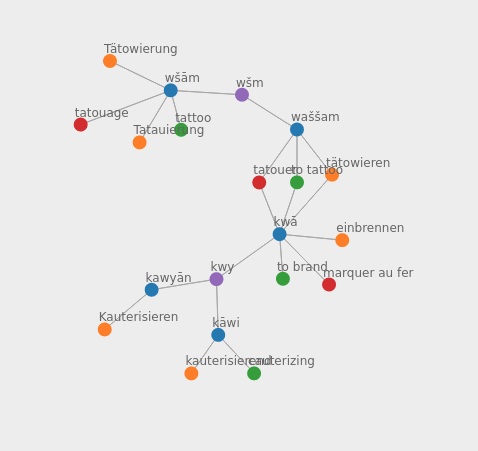 Tätowierung
wšām
wšm
tatouage
tattoo
Tatauierung
waššam
tatouer
to tattoo
tätowieren
kwā
einbrennen
kwy
to brand
marquer au fer
kawyān
Kauterisieren
kāwi
kauterisierend
cauterizing